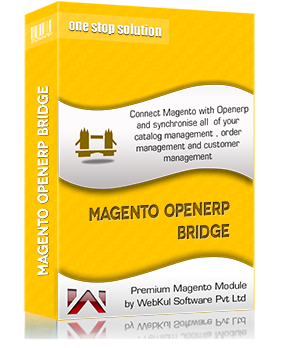 one stop solution
MAGENTO OPENERP BRIDGE
Connect Magento with Openerp
and synchronise all of your
catalog management , order
management and customer
management
MAGENTO OPENERP
BRIDGE
Premium Magento Module
by WebKul Software Pvt Ltd